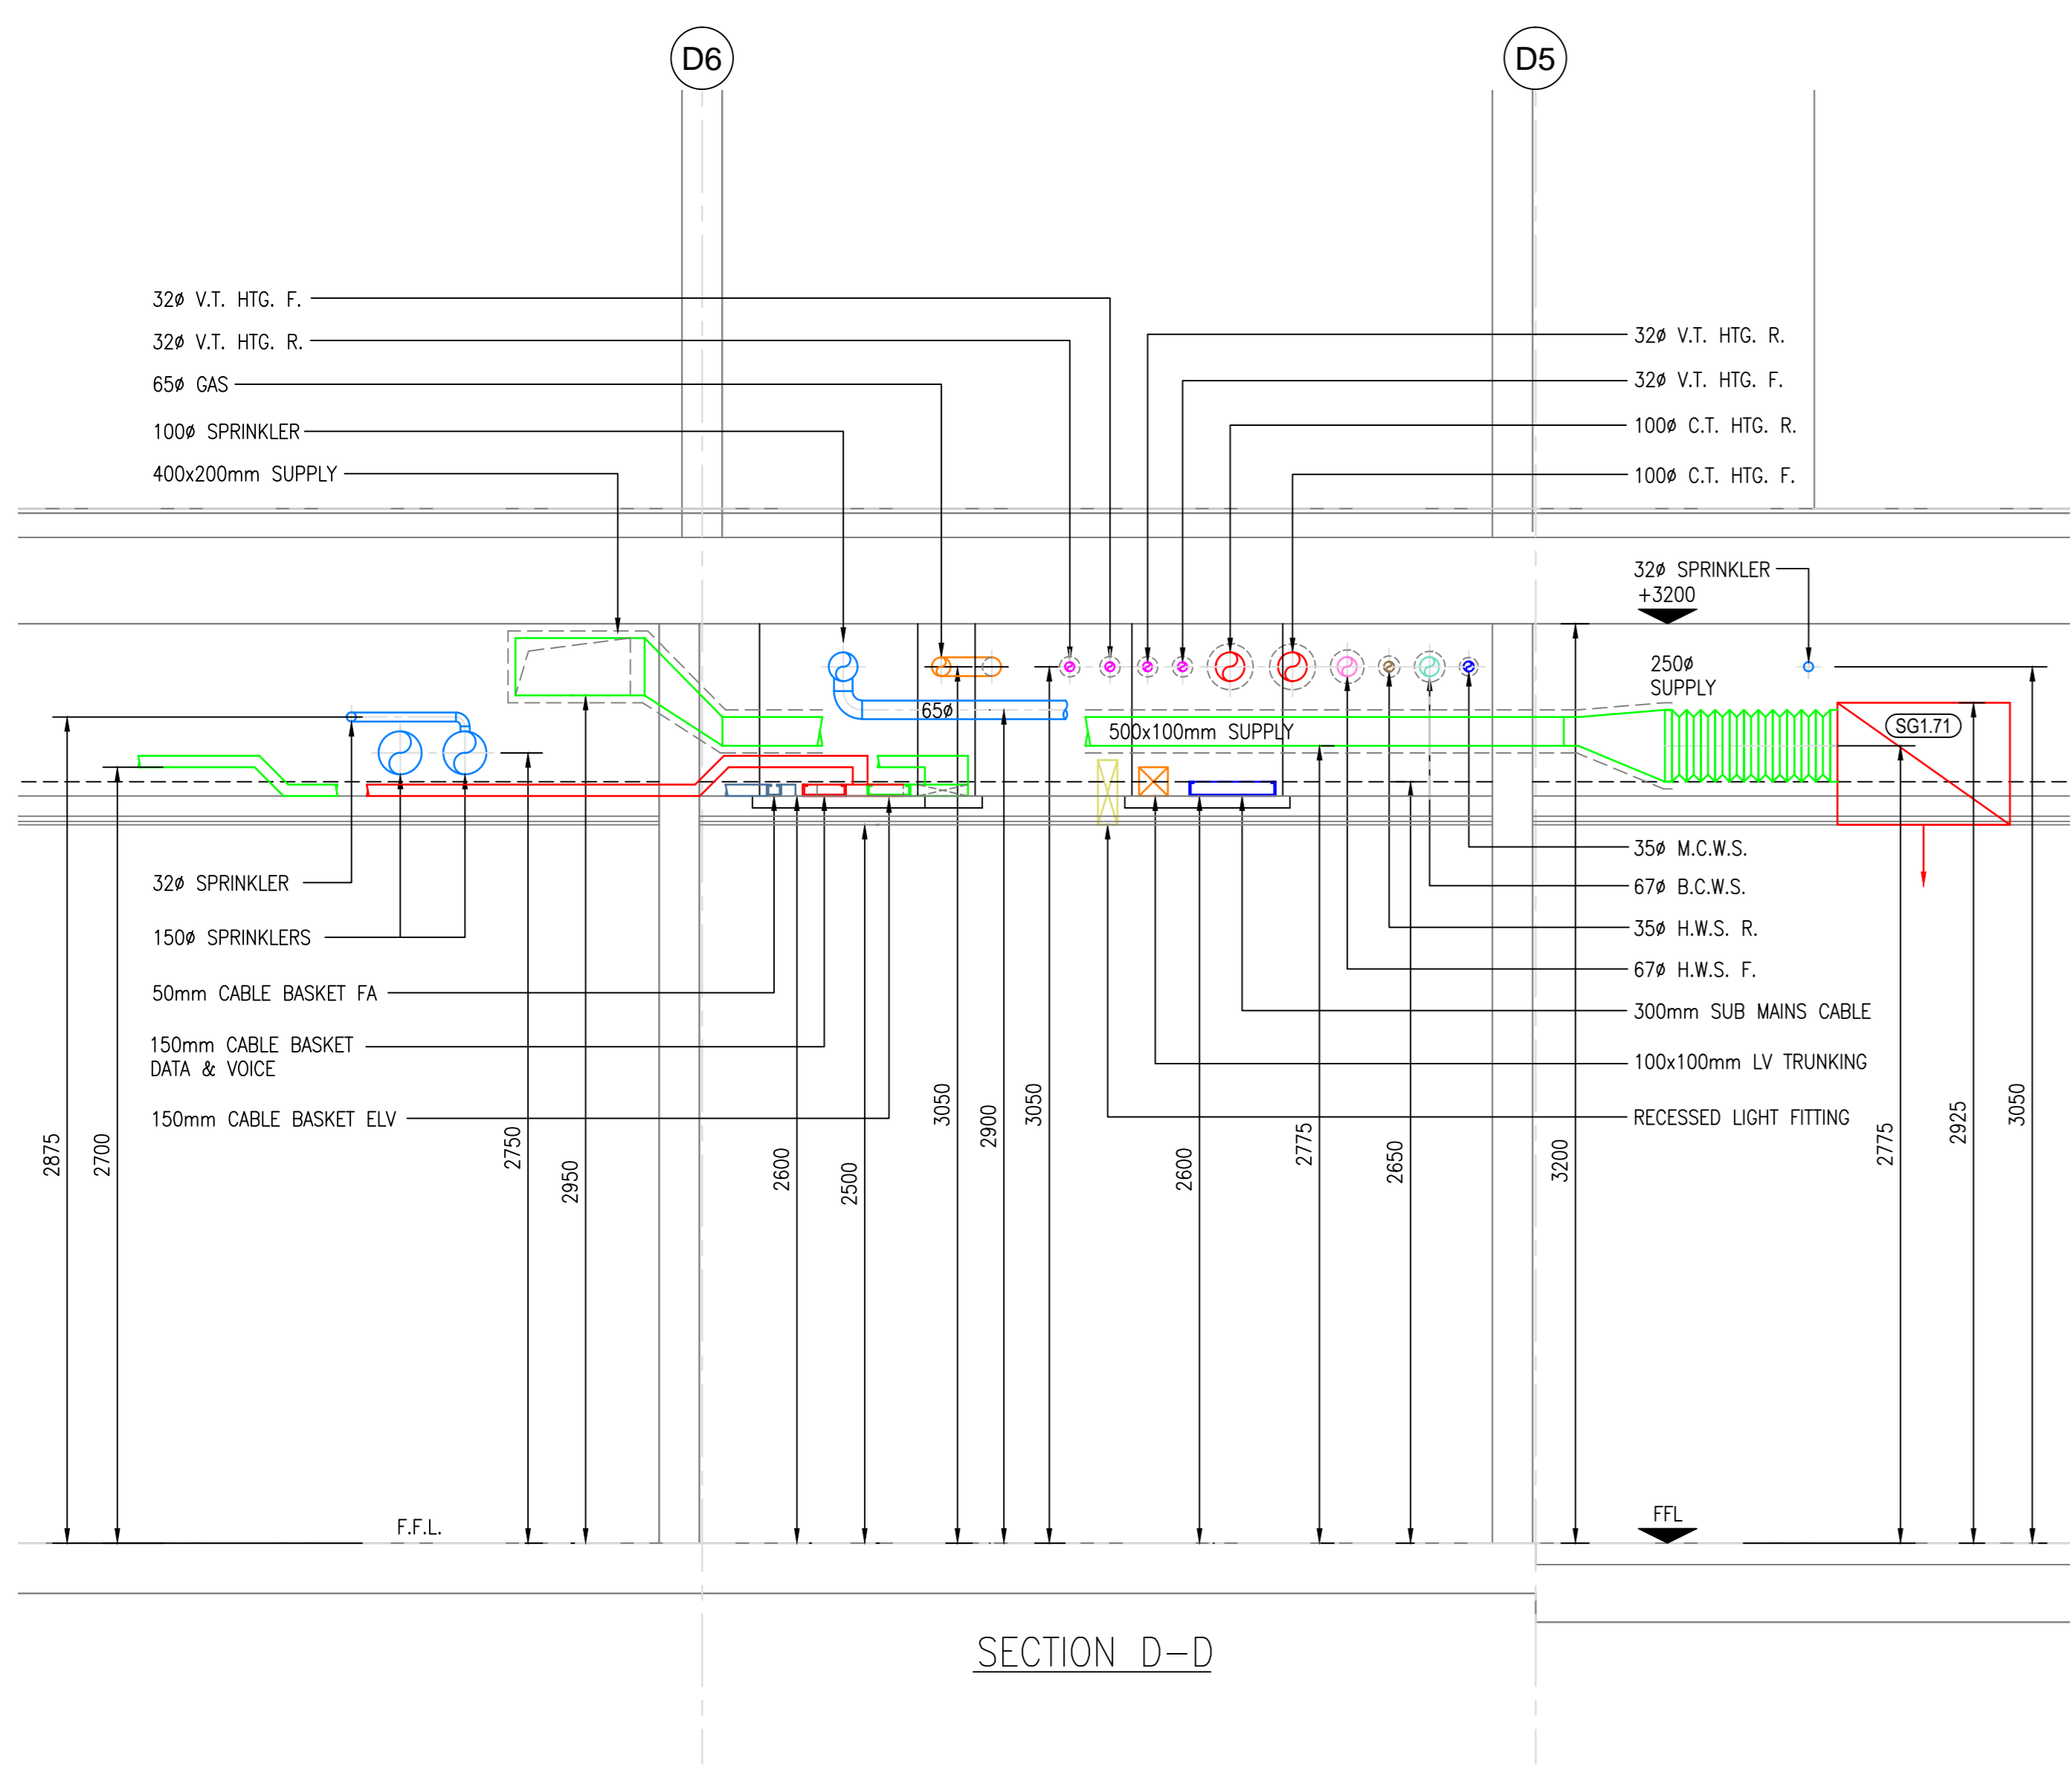 D6
D5
32ø V.T. HTG. F.
32ø V.T. HTG. R.
65ø GAS
100ø SPRINKLER
400x200mm SUPPLY
32ø V.T. HTG. R.
32ø V.T. HTG. F.
100ø C.T. HTG. R.
100ø C.T. HTG. F.
32ø SPRINKLER
+3200
250ø
SUPPLY
65ø
500x100mm SUPPLY
SG1.71
32ø SPRINKLER
150ø SPRINKLERS
50mm CABLE BASKET FA
150mm CABLE BASKET
DATA & VOICE
150mm CABLE BASKET ELV
35ø M.C.W.S.
67ø B.C.W.S.
35ø H.W.S. R.
67ø H.W.S. F.
300mm SUB MAINS CABLE
100x100mm LV TRUNKING
RECESSED LIGHT FITTING
2875
2700
2750
2950
2600
2500
3050
2900
3050
2600
2775
2650
3200
2775
2925
3050
F.F.L.
FFL
SECTION D-D